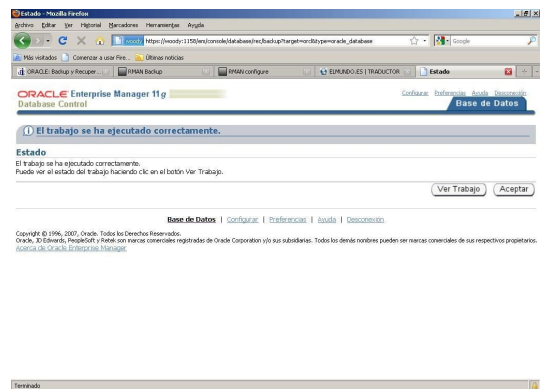 Estado - Mozilla Firefox
Archivo Editar Ver Historial Marcadores Herramientas Ayuda
woody https://woody:1158/em/console/database/rec/backup?target=orcl&type=oracle_database
Google
Más visitados Comenzar a usar Fire... Últimas noticias
ORACLE: Backup y Recuper... RMAN Backup RMAN configure ELMUNDO.ES | TRADUCTOR Estado
ORACLE Enterprise Manager 11g
Database Control
Configurar Preferencias Ayuda Desconexión
Base de Datos
El trabajo se ha ejecutado correctamente.
Estado
El trabajo se ha ejecutado correctamente.
Puede ver el estado del trabajo haciendo clic en el botón Ver Trabajo.
Ver Trabajo Aceptar
Base de Datos | Configurar | Preferencias | Ayuda | Desconexión
Copyright © 1996, 2007, Oracle. Todos los Derechos Reservados.
Oracle, JD Edwards, PeopleSoft y Retek son marcas comerciales registradas de Oracle Corporation y/o sus subsidiarias. Todos los demás nombres pueden ser marcas comerciales de sus respectivos propietarios.
Acerca de Oracle Enterprise Manager
Terminado